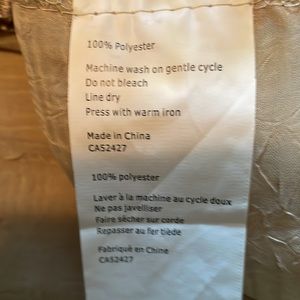 100% Polyester
Machine wash on gentle cycle
Do not bleach
Line dry
Press with warm iron
Made in China
CA52427
100% polyester
Laver à la machine au cycle doux
Ne pas javelliser
Faire sécher sur corde
Repasser au fer tiède
Fabriqué en Chine
CA52427